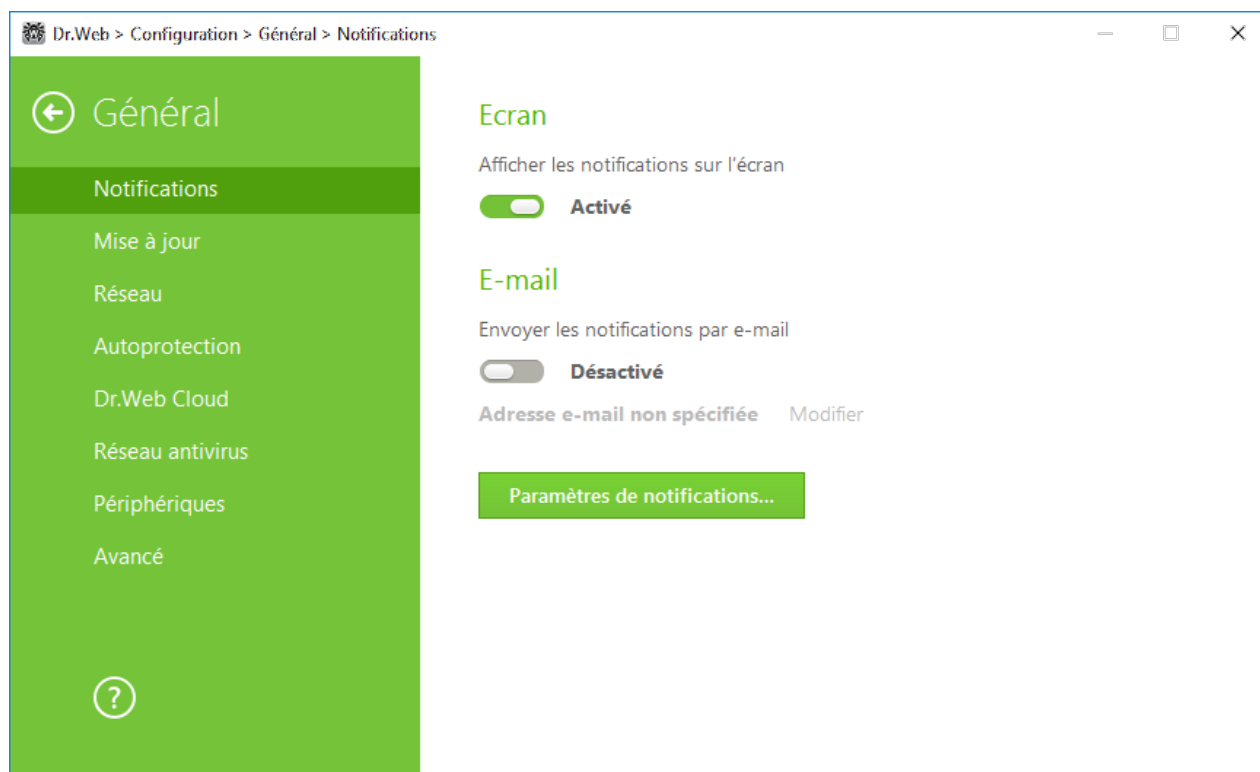 Dr.Web > Configuration > Général > Notifications
Général
Notifications
Mise à jour
Réseau
Autoprotection
Dr.Web Cloud
Réseau antivirus
Périphériques
Avancé
?
Ecran
Afficher les notifications sur l'écran
Activé
E-mail
Envoyer les notifications par e-mail
Désactivé
Adresse e-mail non spécifiée Modifier
Paramètres de notifications...